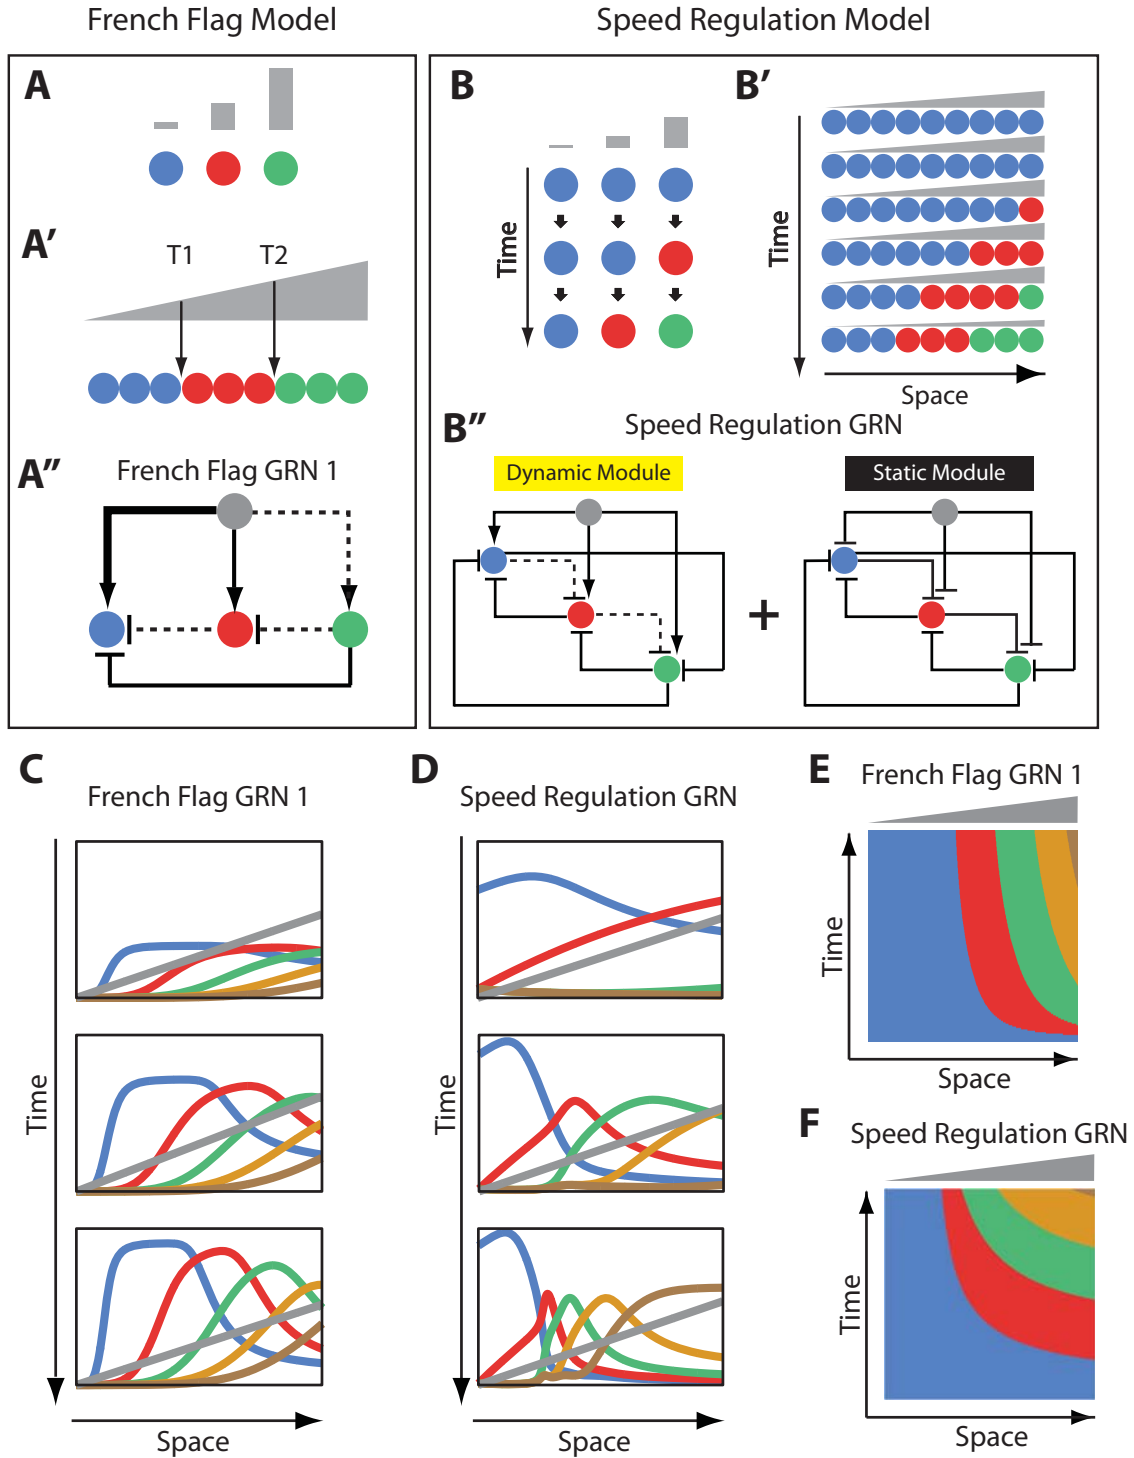 French Flag Model
Speed Regulation Model
A
B
B′
A′
T1 T2
Time
Time
Space
A″
French Flag GRN 1
B″
Speed Regulation GRN
Dynamic Module
Static Module
+
C
French Flag GRN 1
Time
Space
D
Speed Regulation GRN
Time
Space
E
French Flag GRN 1
Time
Space
F
Speed Regulation GRN
Time
Space